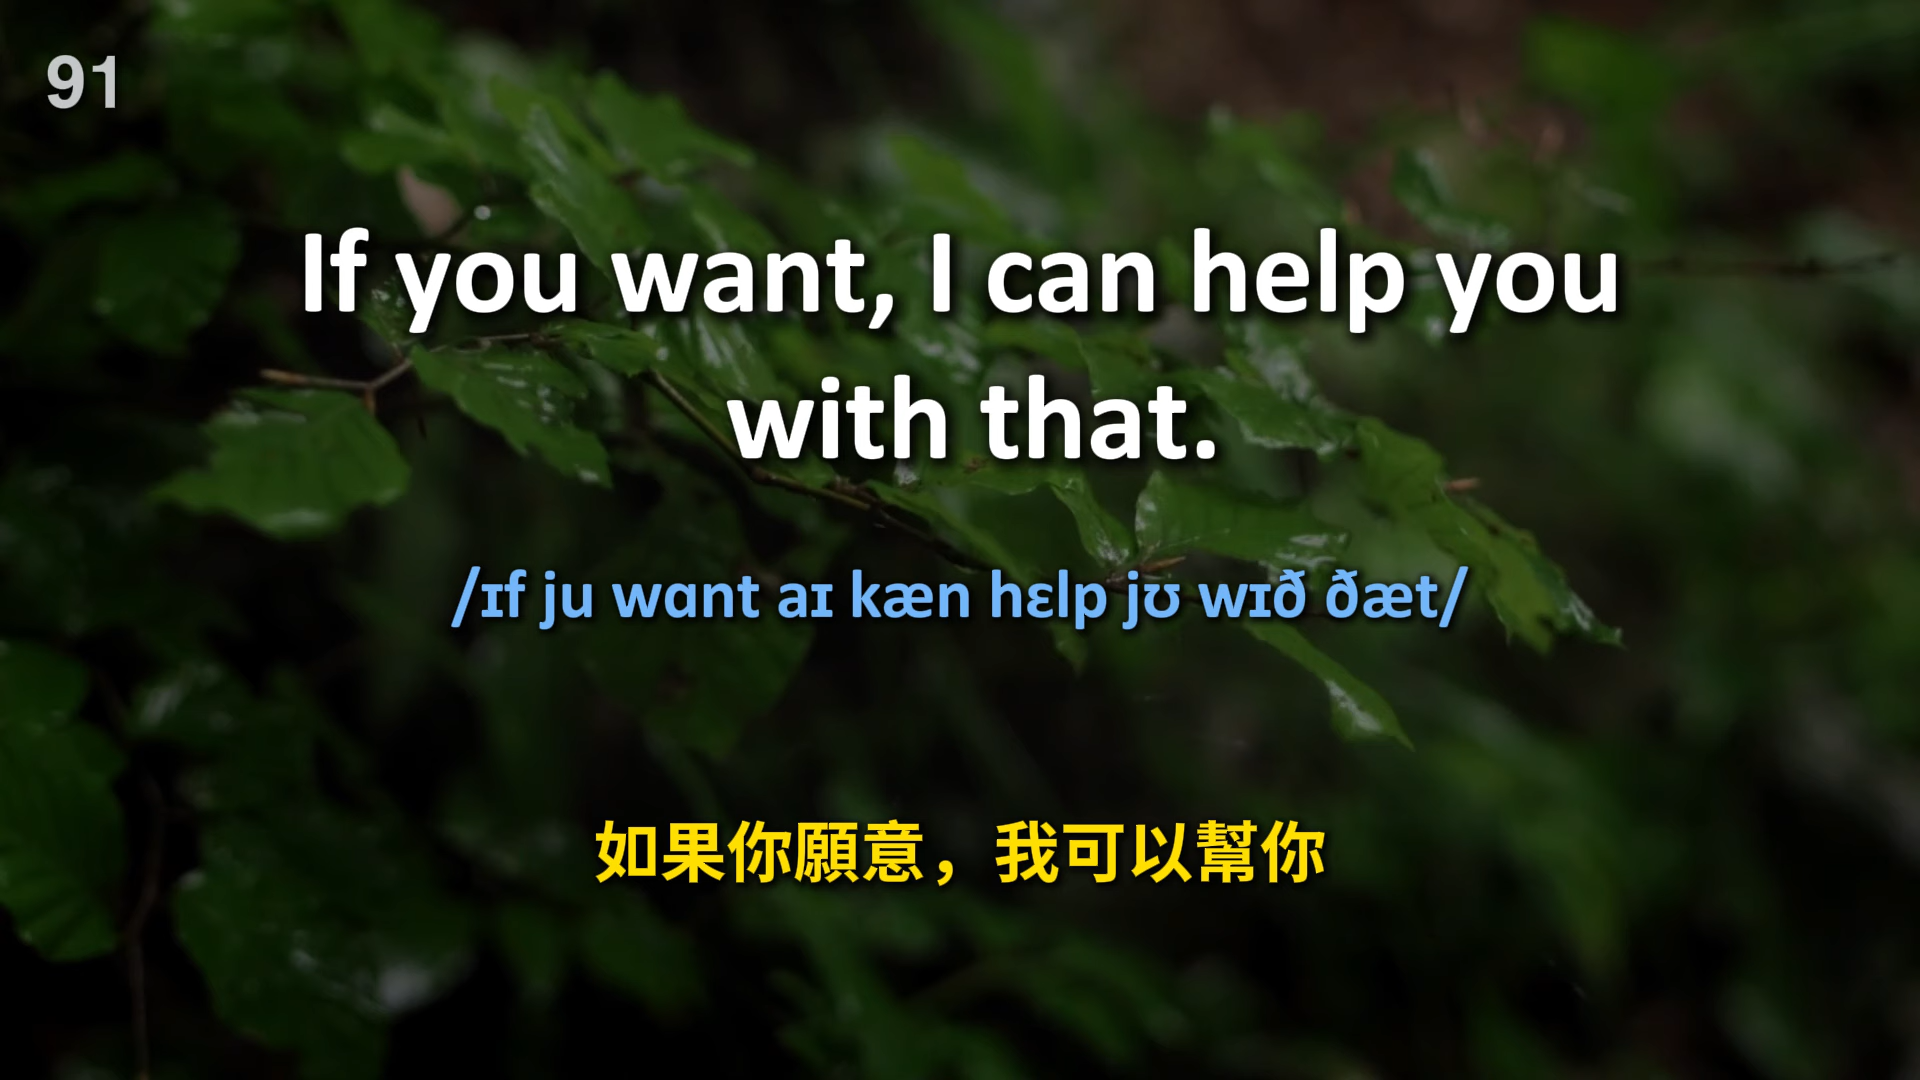 91
If you want, I can help you
with that.
/ɪf ju wɑnt aɪ kæn hɛlp jʊ wɪð ðæt/
如果你願意，我可以幫你